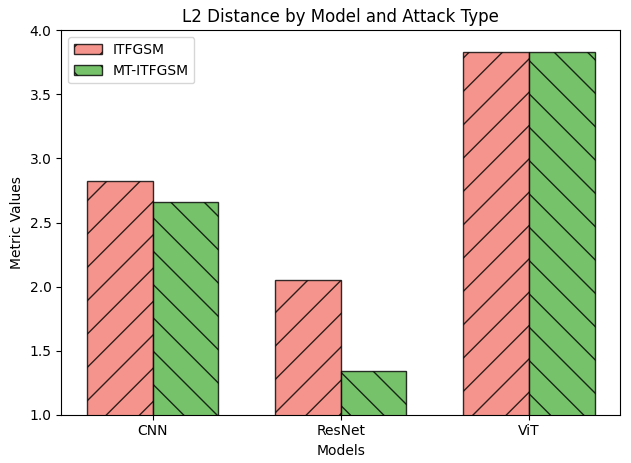 L2 Distance by Model and Attack Type
ITFGSM
MT-ITFGSM
Metric Values
4.0
3.5
3.0
2.5
2.0
1.5
1.0
CNN
ResNet
ViT
Models